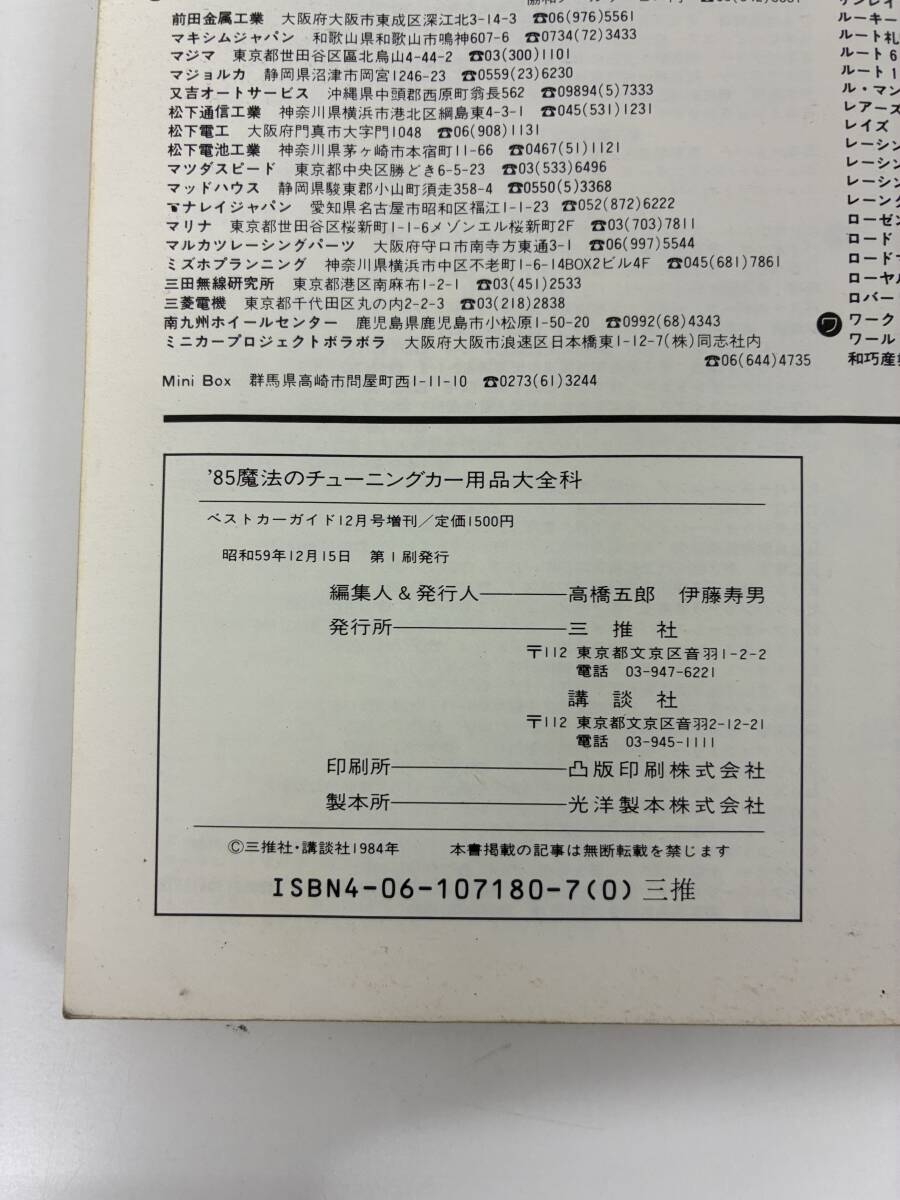 前田金属工業 大阪府大阪市東成区深江北3-14-3 ☎06(976)5561
マキシムジャパン 和歌山県和歌山市鳴神607-6 ☎0734(72)3433
マジマ 東京都世田谷区區北烏山4-44-2 ☎03(300)1101
マジョルカ 静岡県沼津市岡宮1246-23 ☎0559(23)6230
又吉オートサービス 沖縄県中頭郡西原町翁長562 ☎09894(5)7333
松下通信工業 神奈川県横浜市港北区綱島東4-3-1 ☎045(531)1231
松下電工 大阪府門真市大字門1048 ☎06(908)1131
松下電池工業 神奈川県茅ヶ崎市本宿町11-66 ☎0467(51)1121
マツダスピード 東京都中央区勝どき6-5-23 ☎03(533)6496
マッドハウス 静岡県駿東郡小山町須走358-4 ☎0550(5)3368
ナレイジャパン 愛知県名古屋市昭和区福江1-1-23 ☎052(872)6222
マリナ 東京都世田谷区桜新町1-1-6メゾンエル桜新町2F ☎03(703)7811
マルカツレーシングパーツ 大阪府守口市南寺方東通3-1 ☎06(997)5544
ミズホプランニング 神奈川県横浜市中区不老町1-6-14BOX2ビル4F ☎045(681)7861
三田無線研究所 東京都港区南麻布1-2-1 ☎03(451)2533
三菱電機 東京都千代田区丸の内2-2-3 ☎03(218)2838
南九州ホイールセンター 鹿児島県鹿児島市小松原1-50-20 ☎0992(68)4343
ミニカープロジェクトボラボラ 大阪府大阪市浪速区日本橋東1-12-7(株)同志社内
☎06(644)4735
Mini Box 群馬県高崎市問屋町西1-11-10 ☎0273(61)3244
ルーキー
ルート札
ルート6
ルート1
ル・マン
レアーズ
レイズ
レーシン
レーシン
レーシン
レーング
ローゼン
ロード
ロード
ローヤル
ロバー
ワ ワーク
ワール
和巧産
'85魔法のチューニングカー用品大全科
ベストカーガイド12月号増刊／定価1500円
昭和59年12月15日 第1刷発行
編集人＆発行人――高橋五郎 伊藤寿男
発行所――三推社
〒112 東京都文京区音羽1-2-2
電話 03-947-6221
講談社
〒112 東京都文京区音羽2-12-21
電話 03-945-1111
印刷所――凸版印刷株式会社
製本所――光洋製本株式会社
©三推社・講談社1984年 本書掲載の記事は無断転載を禁じます
ISBN4-06-107180-7(0) 三推